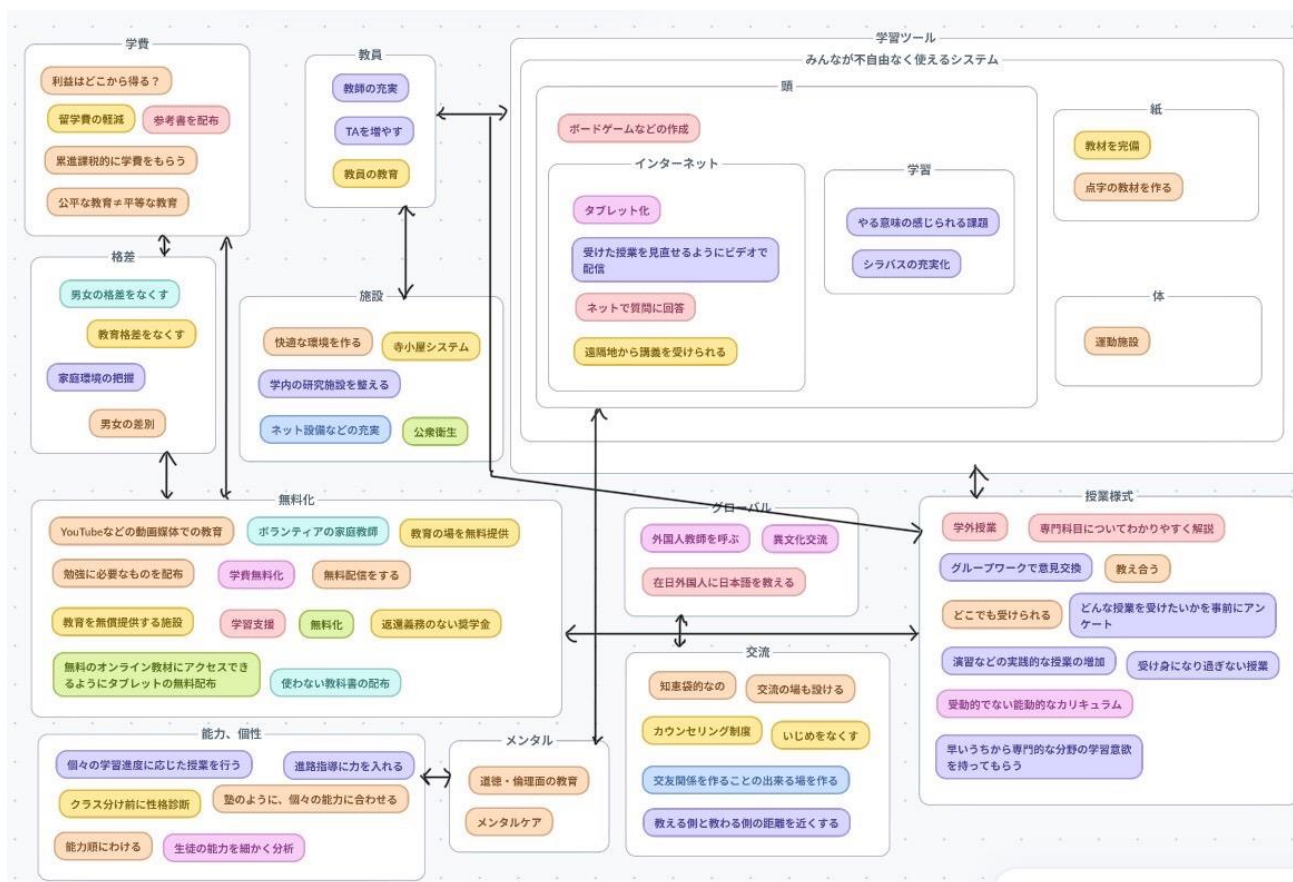 学費
利益はどこから得る？
留学費の軽減
参考書を配布
累進課税的に学費をもらう
公平な教育≠平等な教育
教員
教師の充実
TAを増やす
教員の教育
学習ツール
みんなが不自由なく使えるシステム
頭
ボードゲームなどの作成
インターネット
タブレット化
受けた授業を見直せるようにビデオで
配信
ネットで質問に回答
遠隔地から講義を受けられる
学習
やる意味の感じられる課題
シラバスの充実化
紙
教材を完備
点字の教材を作る
体
運動施設
格差
男女の格差をなくす
教育格差をなくす
家庭環境の把握
男女の差別
施設
快適な環境を作る
寺小屋システム
学内の研究施設を整える
ネット設備などの充実
公衆衛生
無料化
YouTubeなどの動画媒体での教育
ボランティアの家庭教師
教育の場を無料提供
勉強に必要なものを配布
学費無料化
無料配信をする
教育を無償提供する施設
学習支援
無料化
返還義務のない奨学金
無料のオンライン教材にアクセスでき
るようにタブレットの無料配布
使わない教科書の配布
グローバル
外国人教師を呼ぶ
異文化交流
在日外国人に日本語を教える
授業様式
学外授業
専門科目についてわかりやすく解説
グループワークで意見交換
教え合う
どこでも受けられる
どんな授業を受けたいかを事前にアン
ケート
演習などの実践的な授業の増加
受け身になり過ぎない授業
受動的でない能動的なカリキュラム
早いうちから専門的な分野の学習意欲
を持ってもらう
能力、個性
個々の学習進度に応じた授業を行う
進路指導に力を入れる
クラス分け前に性格診断
塾のように、個々の能力に合わせる
能力順にわける
生徒の能力を細かく分析
メンタル
道徳・倫理面の教育
メンタルケア
交流
知恵袋的なの
交流の場も設ける
カウンセリング制度
いじめをなくす
交友関係を作ることの出来る場を作る
教える側と教わる側の距離を近くする